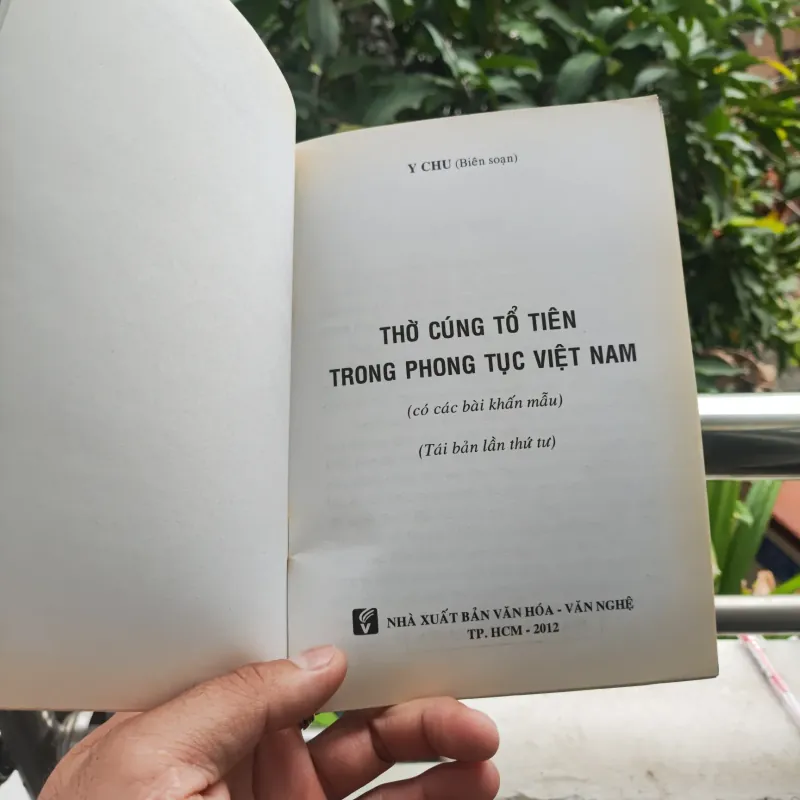 Y CHU (Biên soạn)
THỜ CÚNG TỔ TIÊN
TRONG PHONG TỤC VIỆT NAM
(có các bài khấn mẫu)
(Tái bản lần thứ tư)
NHÀ XUẤT BẢN VĂN HÓA - VĂN NGHỆ
TP. HCM - 2012